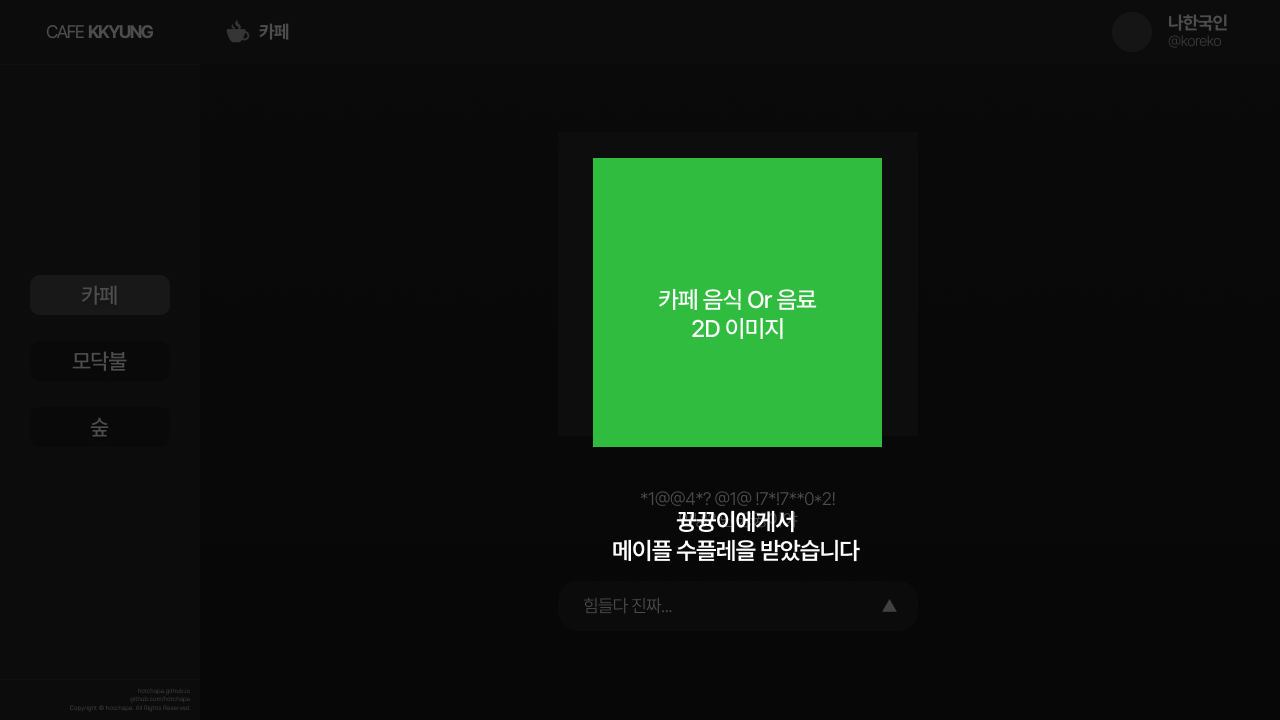 CAFE KKYUNG
카페
나한국인
@koreko
카페
모닥불
숲
카페 음식 Or 음료
2D 이미지
*1@@4*? @1@ !7*!7**0*2!
뀽뀽이에게서
메이플 수플레을 받았습니다
힘들다 진짜...
▲
hotchapa.github.io
github.com/hotchapa
Copyright © hotchapa. All Rights Reserved.